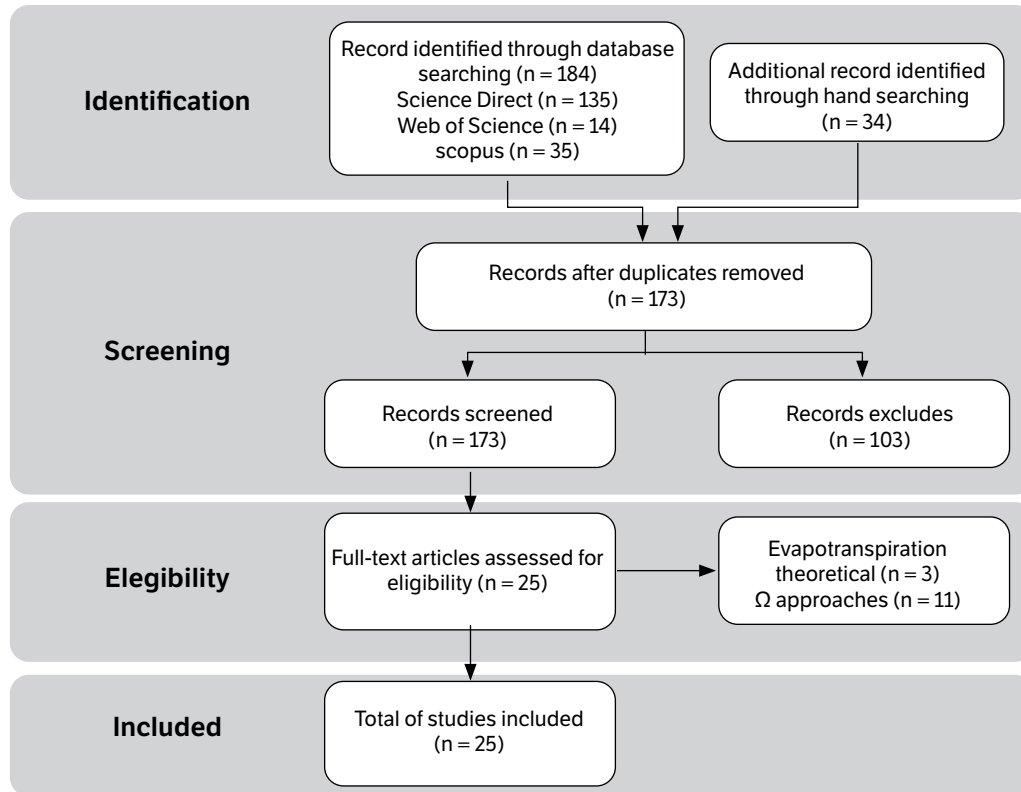 Identification
Record identified through database
searching (n = 184)
Science Direct (n = 135)
Web of Science (n = 14)
scopus (n = 35)
Additional record identified
through hand searching
(n = 34)
Screening
Records after duplicates removed
(n = 173)
Records screened
(n = 173)
Records excludes
(n = 103)
Elegibility
Full-text articles assessed for
eligibility (n = 25)
Evapotranspiration
theoretical (n = 3)
Ω approaches (n = 11)
Included
Total of studies included
(n = 25)